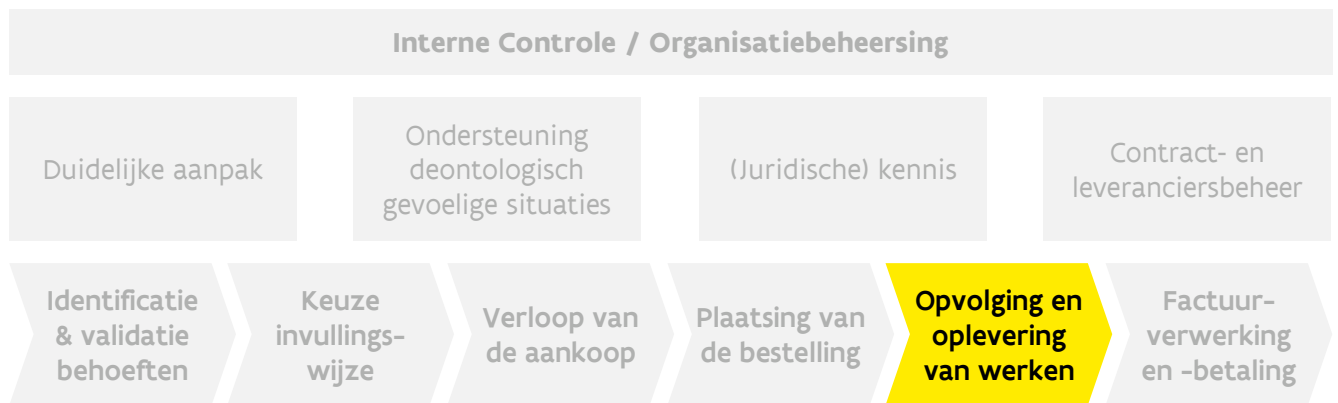 Interne Controle / Organisatiebeheersing
Duidelijke aanpak
Ondersteuning
deontologisch
gevoelige situaties
(Juridische) kennis
Contract- en
leveranciersbeheer
Identificatie
& validatie
behoeften
Keuze
invullings-
wijze
Verloop van
de aankoop
Plaatsing van
de bestelling
Opvolging en
oplevering
van werken
Factuur-
verwerking
en -betaling